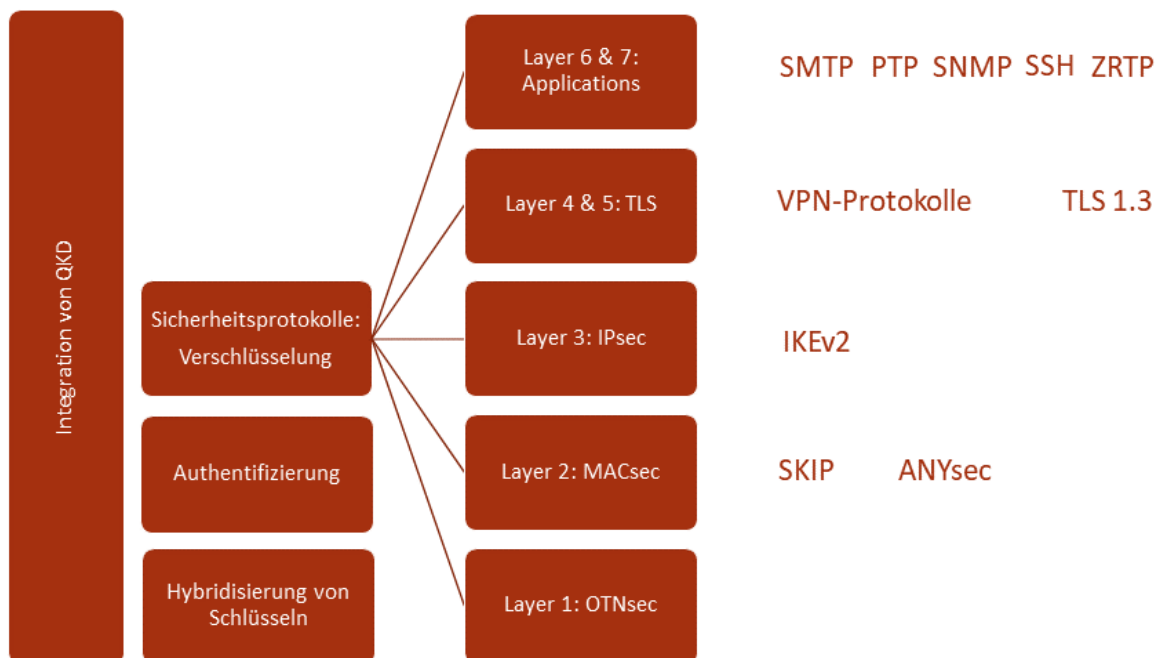 Integration von QKD
Sicherheitsprotokolle:
Verschlüsselung
Authentifizierung
Hybridisierung von
Schlüsseln
Layer 6 & 7:
Applications
SMTP PTP SNMP SSH ZRTP
Layer 4 & 5: TLS
VPN-Protokolle TLS 1.3
Layer 3: IPsec
IKEv2
Layer 2: MACsec
SKIP ANYsec
Layer 1: OTNsec